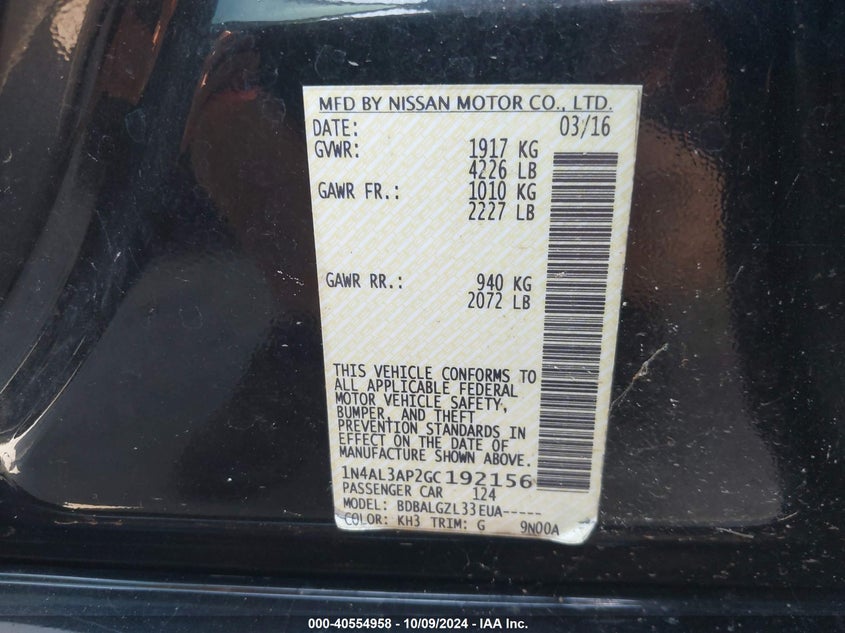 MFD BY NISSAN MOTOR CO., LTD.
DATE: 03/16
GVWR: 1917 KG
4226 LB
GAWR FR.: 1010 KG
2227 LB
GAWR RR.: 940 KG
2072 LB
THIS VEHICLE CONFORMS TO
ALL APPLICABLE FEDERAL
MOTOR VEHICLE SAFETY,
BUMPER, AND THEFT
PREVENTION STANDARDS IN
EFFECT ON THE DATE OF
MANUFACTURE SHOWN ABOVE.
1N4AL3AP2GC192156
PASSENGER CAR 124
MODEL: BDBALGZL33EUA-----
COLOR: KH3 TRIM: G 9N00A
000-40554958 - 10/09/2024 - IAA Inc.